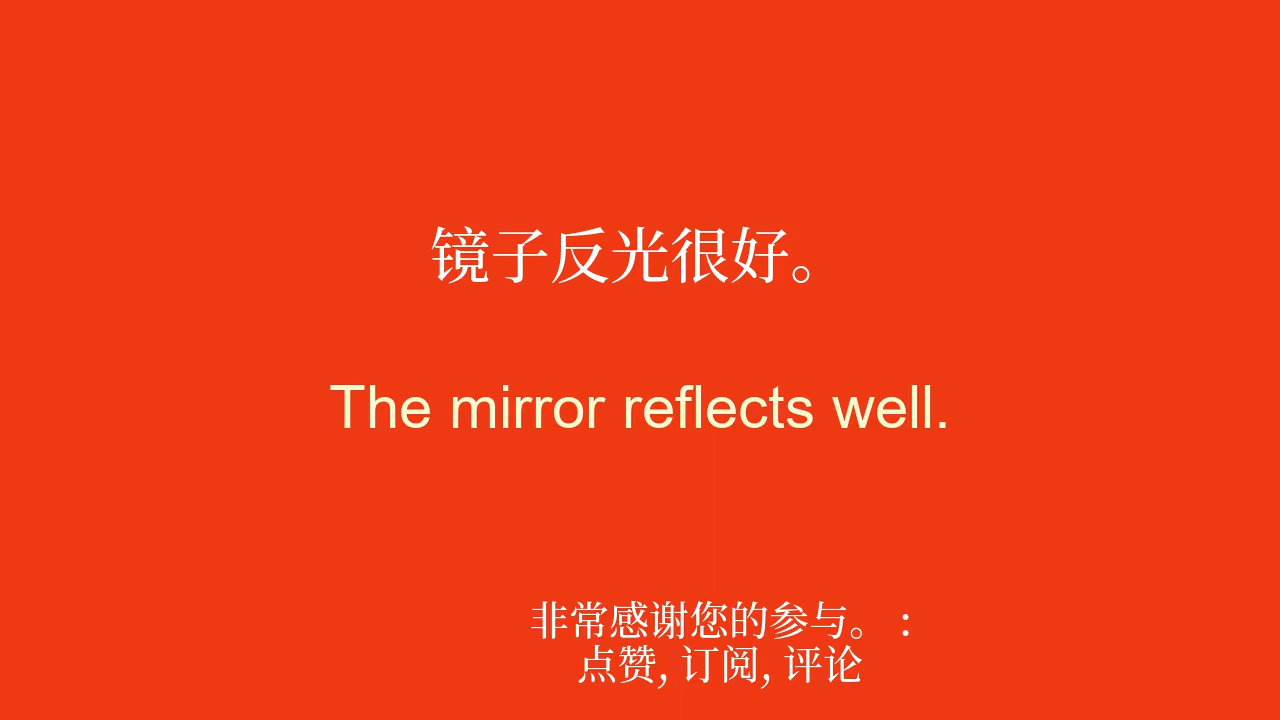 镜子反光很好。
The mirror reflects well.
非常感谢您的参与。 :
点赞, 订阅, 评论